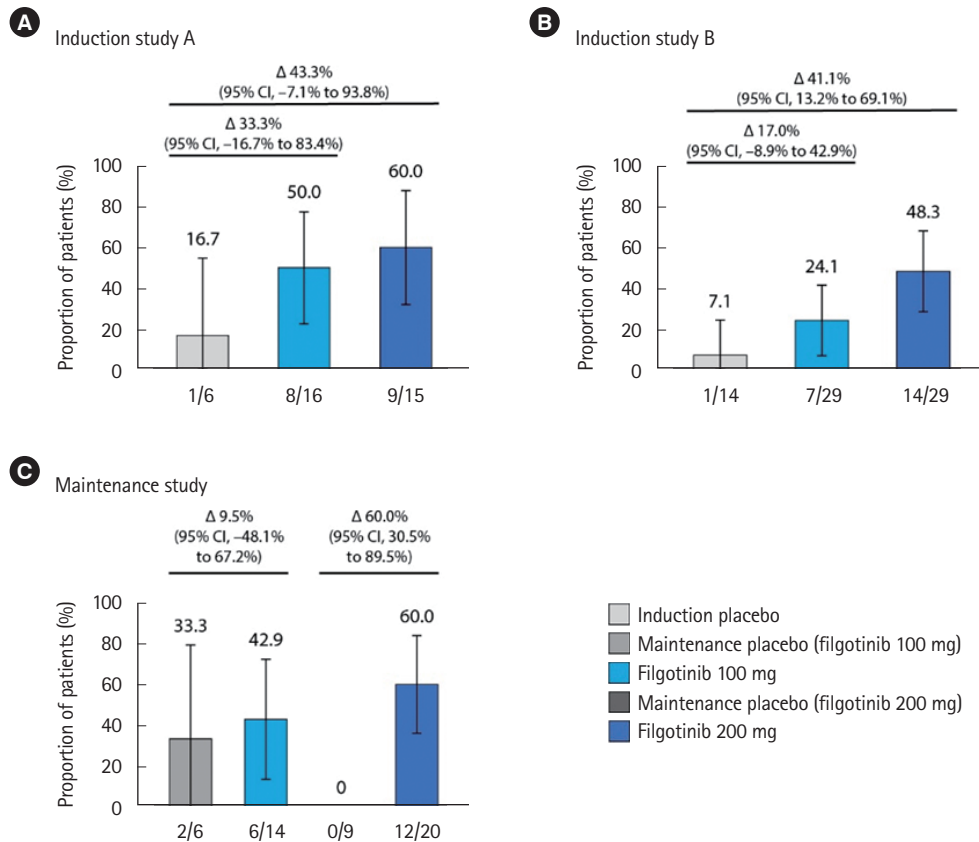 A
Induction study A
Δ 43.3%
(95% CI, –7.1% to 93.8%)
Δ 33.3%
(95% CI, –16.7% to 83.4%)
Proportion of patients (%)
100
80
60
40
20
0
16.7
50.0
60.0
1/6
8/16
9/15
B
Induction study B
Δ 41.1%
(95% CI, 13.2% to 69.1%)
Δ 17.0%
(95% CI, –8.9% to 42.9%)
Proportion of patients (%)
100
80
60
40
20
0
7.1
24.1
48.3
1/14
7/29
14/29
C
Maintenance study
Δ 9.5%
(95% CI, –48.1%
to 67.2%)
Δ 60.0%
(95% CI, 30.5%
to 89.5%)
Proportion of patients (%)
100
80
60
40
20
0
33.3
42.9
0
60.0
2/6
6/14
0/9
12/20
Induction placebo
Maintenance placebo (filgotinib 100 mg)
Filgotinib 100 mg
Maintenance placebo (filgotinib 200 mg)
Filgotinib 200 mg